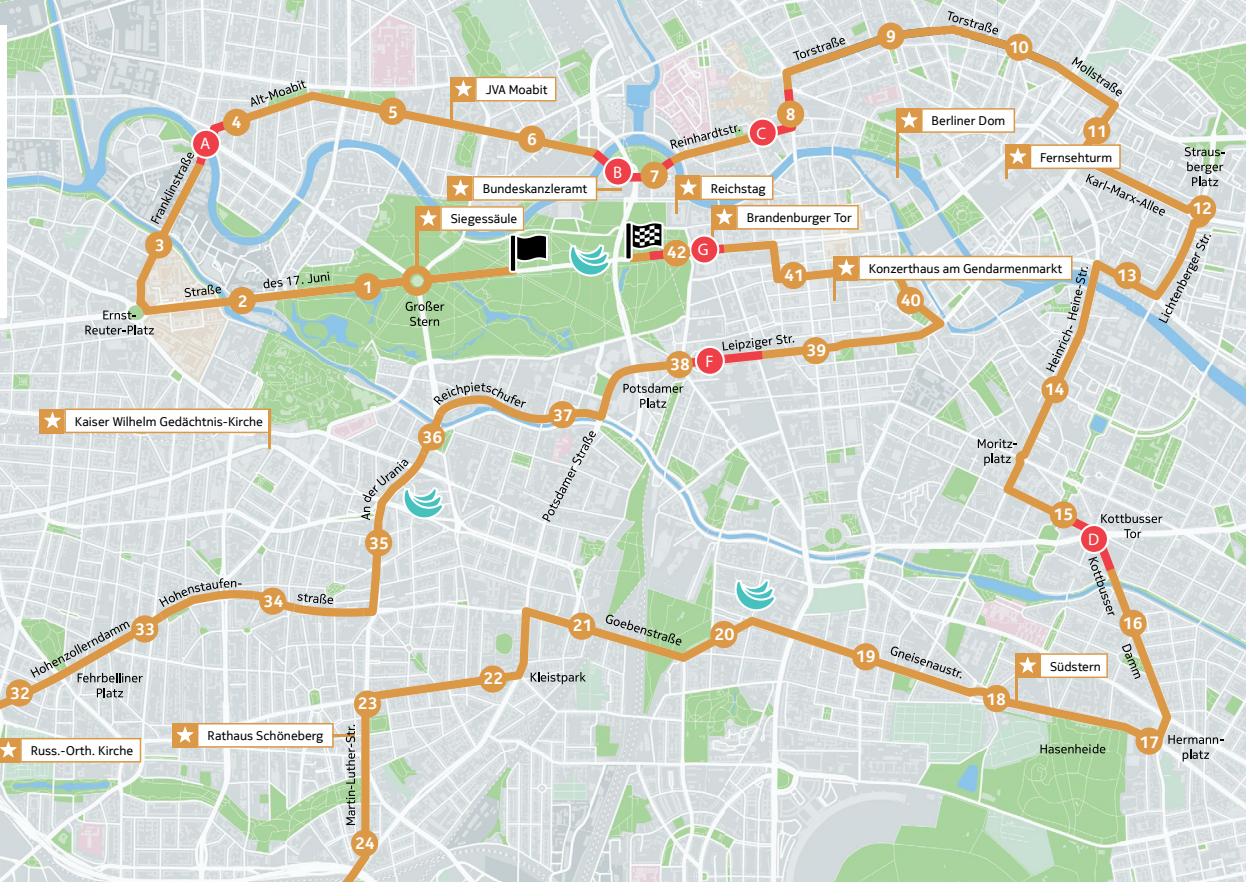 Torstraße
9
Torstraße
10
Torstraße
Mollstraße
JVA Moabit
Alt-Moabit
5
4
8
Berliner Dom
11
A
6
Reinhardtstr.
C
Fernsehturm
Straus-
berger
Platz
B
7
Bundeskanzleramt
Reichstag
Karl-Marx-Allee
12
Franklinstraße
Siegessäule
Brandenburger Tor
3
42
G
41
Konzerthaus am Gendarmenmarkt
13
Lichtenberger Str.
Straße
des 17. Juni
2
1
Großer
Stern
40
Ernst-
Reuter-Platz
Heinrich- Heine-Str.
Leipziger Str.
39
38
F
Potsdamer
Platz
14
Reichpietschufer
37
Kaiser Wilhelm Gedächtnis-Kirche
36
Potsdamer Straße
Moritz-
platz
An der Urania
15
Kottbusser
Tor
D
35
Kottbusser
Damm
Hohenstaufen-
straße
34
33
Hohenzollerndamm
32
Fehrbelliner
Platz
21
Goebenstraße
20
16
19
Gneisenaustr.
Südstern
22
Kleistpark
18
23
Rathaus Schöneberg
Martin-Luther-Str.
Russ.-Orth. Kirche
17
Hermann-
platz
Hasenheide
24